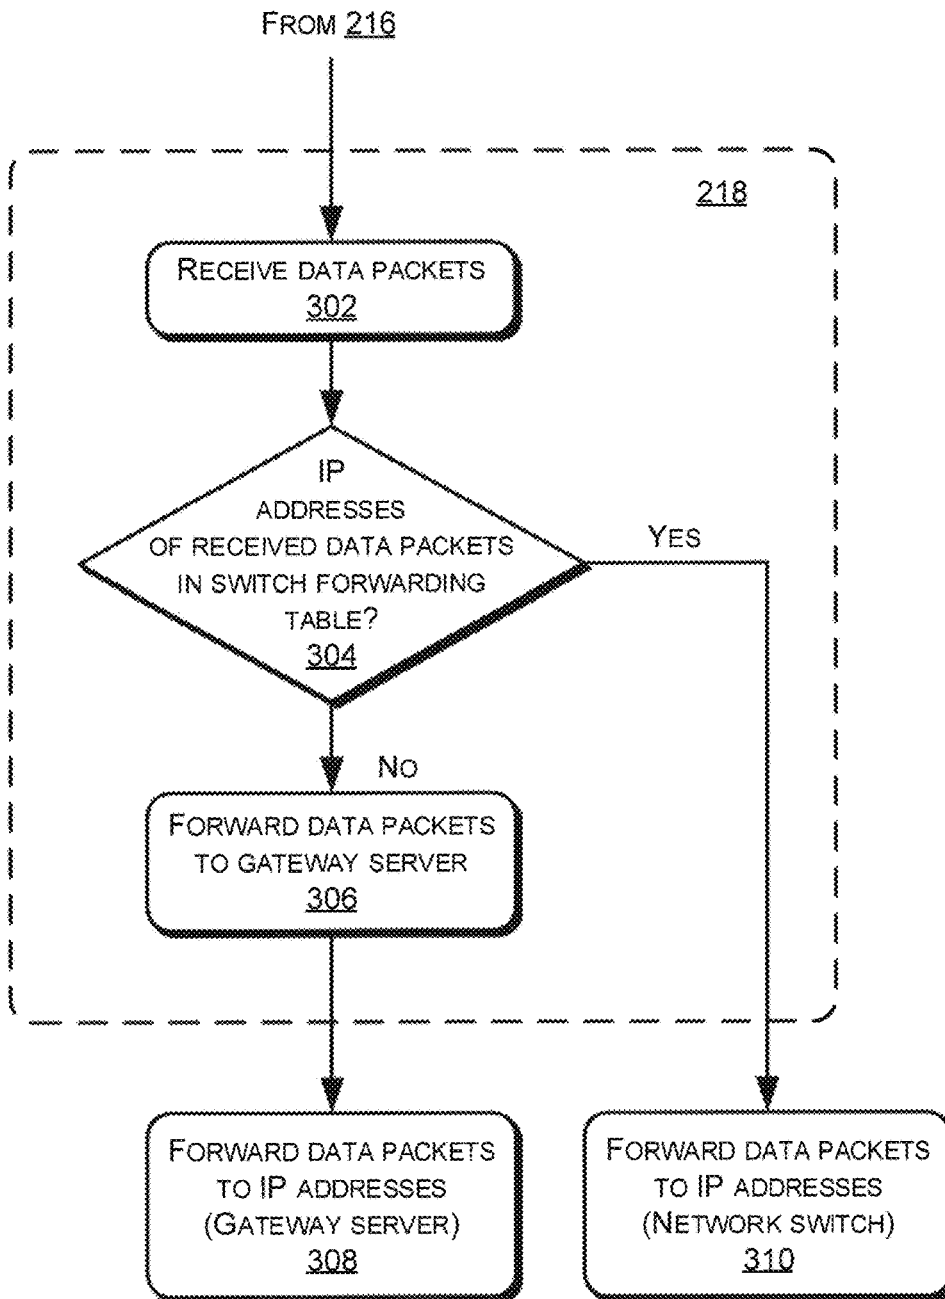 FROM 216
218
RECEIVE DATA PACKETS
302
IP
ADDRESSES
OF RECEIVED DATA PACKETS
IN SWITCH FORWARDING
TABLE?
304
YES
NO
FORWARD DATA PACKETS
TO GATEWAY SERVER
306
FORWARD DATA PACKETS
TO IP ADDRESSES
(GATEWAY SERVER)
308
FORWARD DATA PACKETS
TO IP ADDRESSES
(NETWORK SWITCH)
310